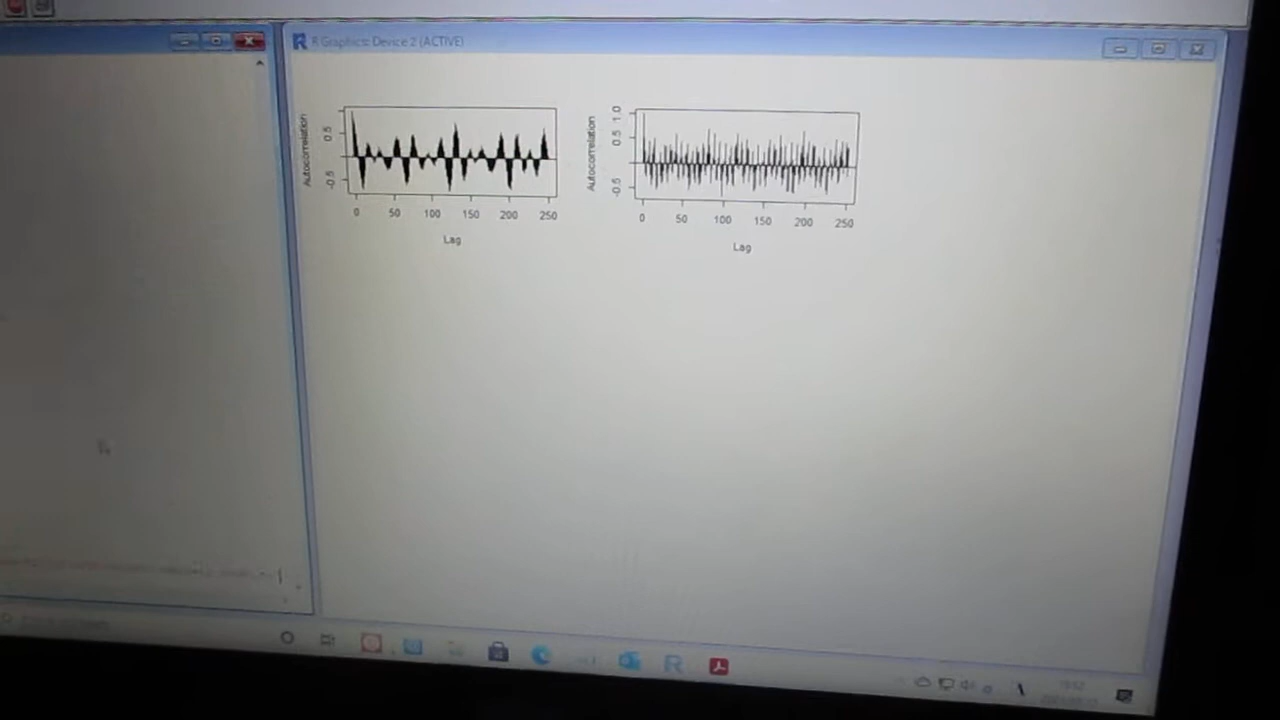 R Graphics: Device 2 (ACTIVE)
Autocorrelation
0.5
-0.5
0 50 100 150 200 250
Lag
Autocorrelation
1.0
0.5
-0.5
0 50 100 150 200 250
Lag